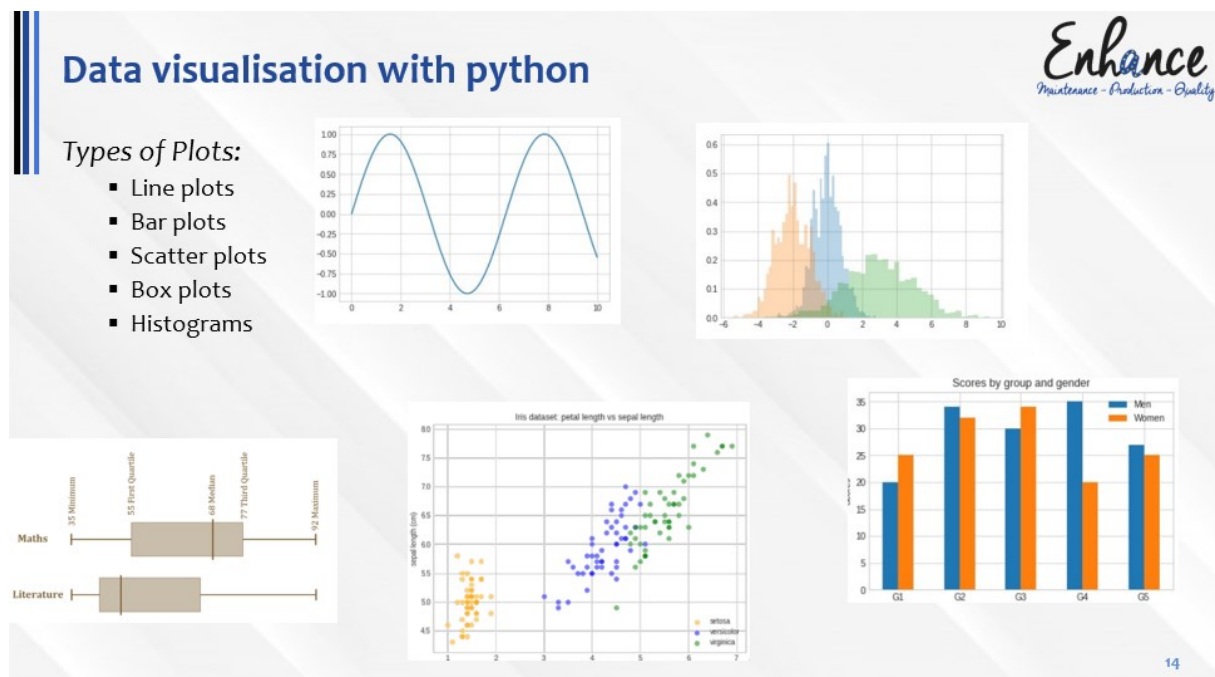 Data visualisation with python
Enhance
Maintenance - Production - Quality
Types of Plots:
▪ Line plots
▪ Bar plots
▪ Scatter plots
▪ Box plots
▪ Histograms
1.00
0.75
0.50
0.25
0.00
−0.25
−0.50
−0.75
−1.00
0 2 4 6 8 10
0.6
0.5
0.4
0.3
0.2
0.1
0.0
−6 −4 −2 0 2 4 6 8 10
35 Minimum
55 First Quartile
68 Median
77 Third Quartile
92 Maximum
Maths
Literature
Iris dataset: petal length vs sepal length
sepal length (cm)
8.0
7.5
7.0
6.5
6.0
5.5
5.0
4.5
1 2 3 4 5 6 7
setosa
versicolor
virginica
Scores by group and gender
Men
Women
35
30
25
20
15
10
5
0
G1 G2 G3 G4 G5
14